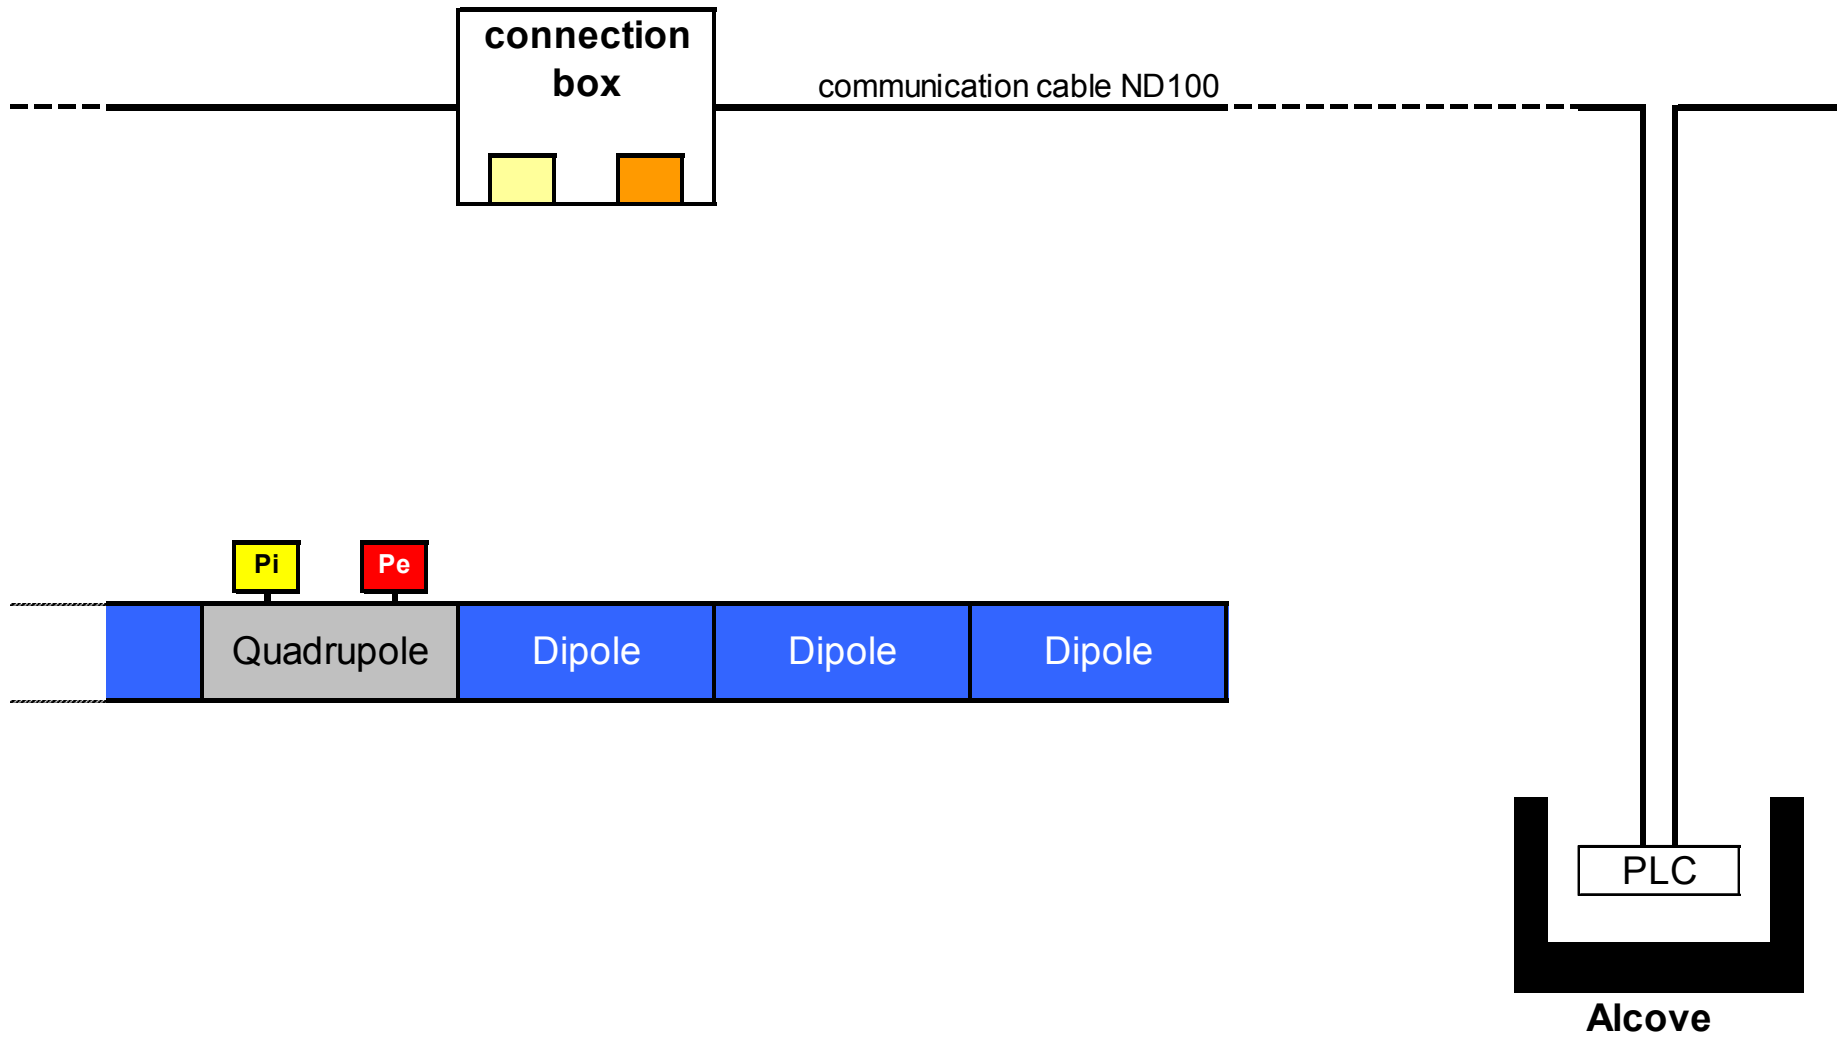 connection
box
communication cable ND100
Pi
Pe
Quadrupole
Dipole
Dipole
Dipole
PLC
Alcove